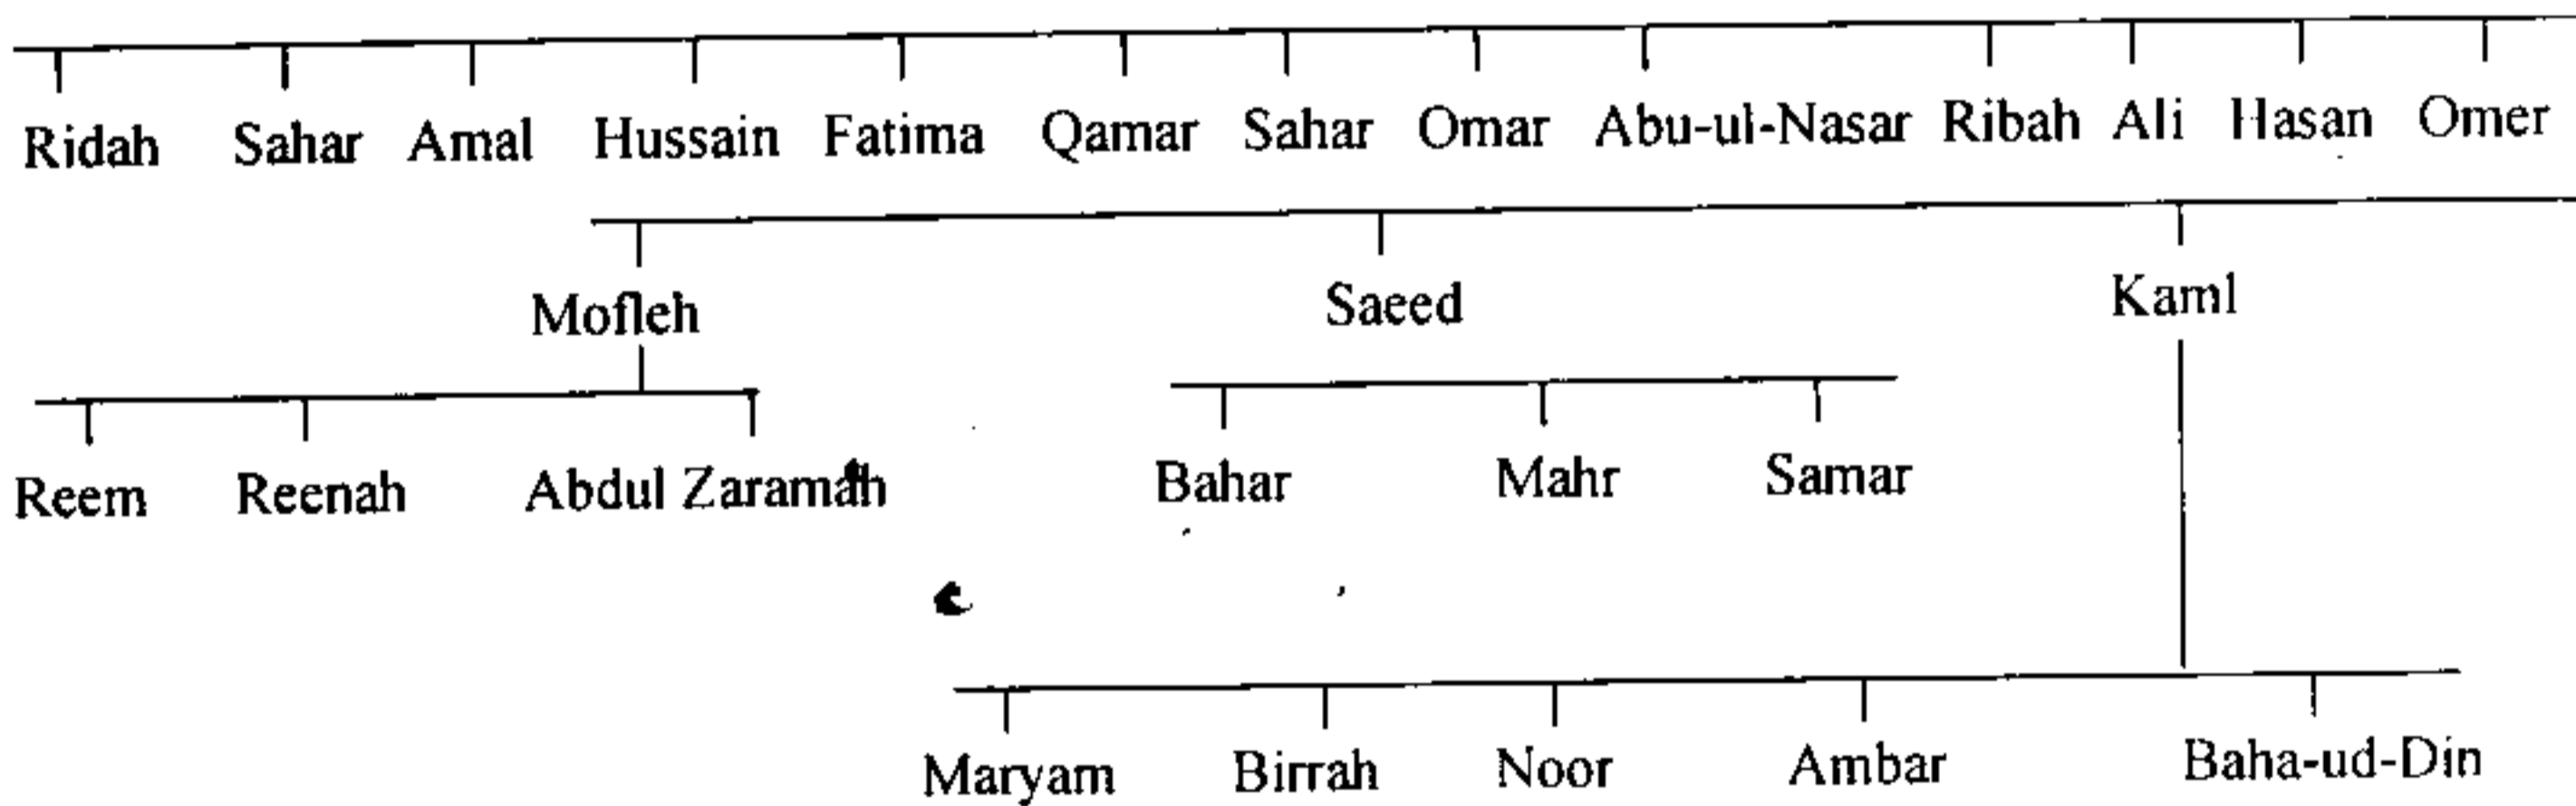 Ridah Sahar Amal Hussain Fatima Qamar Sahar Omar Abu-ul-Nasar Ribah Ali Hasan Omer
Mofleh Saeed Kaml
Reem Reenah Abdul Zaramah Bahar Mahr Samar
Maryam Birrah Noor Ambar Baha-ud-Din